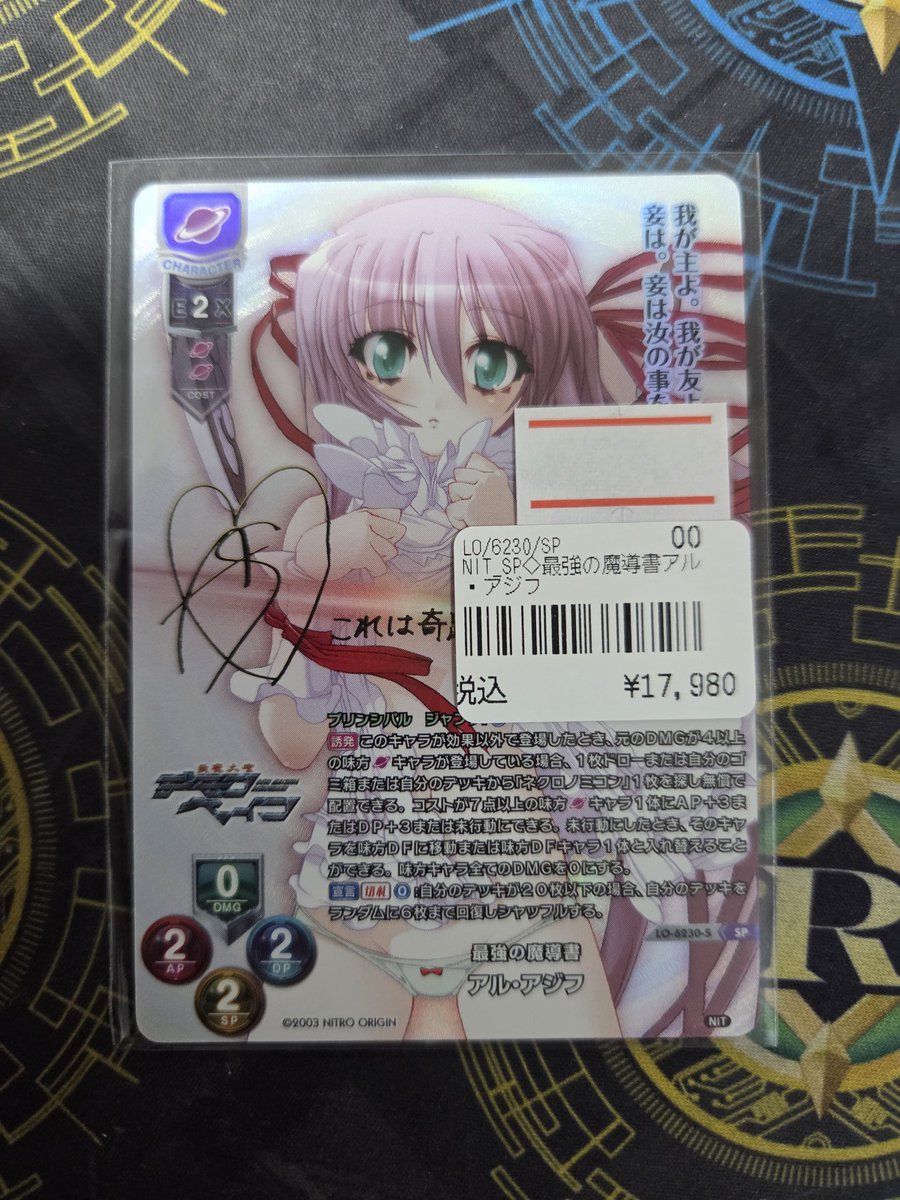 CHARACTER
E 2 X
COST
我が主よ。我が友よ
妾は。妾は汝の事を
LO/6230/SP 00
NIT SP◇最強の魔導書アル
・アジフ
税込 ¥17,980
これは奇
プリンシパル ジャ
誘発 このキャラが効果以外で登場したとき、元のDMGが4以上
の味方キャラが登場している場合、1枚ドローまたは自分のゴ
ミ箱または自分のデッキから「ネクロノミコン」1枚を探し無償で
配置できる。コストが7点以上の味方キャラ1体にAP+3ま
たはDP+3または未行動にできる。未行動にしたとき、そのキャ
ラを味方DFに移動または味方DFキャラ1体と入れ替えること
ができる。味方キャラ全てのDMGを0にする。
宣言 切札 0:自分のデッキが20枚以下の場合、自分のデッキを
ランダムに6枚まで回復しシャッフルする。
デモンベイン
0
DMG
LO-6230-S SP
2
AP
2
DP
2
SP
最強の魔導書
アル・アジフ
©2003 NITRO ORIGIN
NIT
R